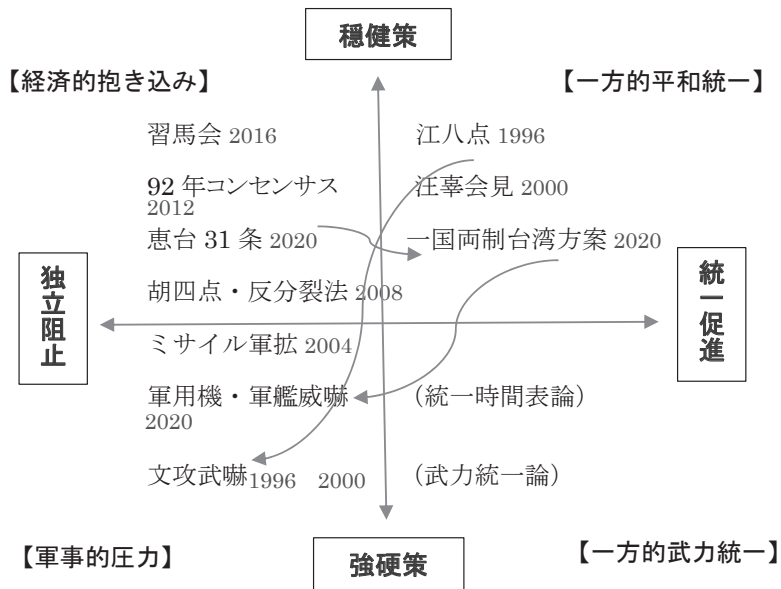 穏健策
【経済的抱き込み】
【一方的平和統一】
習馬会 2016
江八点 1996
92 年コンセンサス
2012
汪辜会見 2000
恵台 31 条 2020
一国両制台湾方案 2020
独立阻止
統一促進
胡四点・反分裂法 2008
ミサイル軍拡 2004
軍用機・軍艦威嚇
2020
(統一時間表論)
文攻武嚇1996 2000
(武力統一論)
【軍事的圧力】
強硬策
【一方的武力統一】